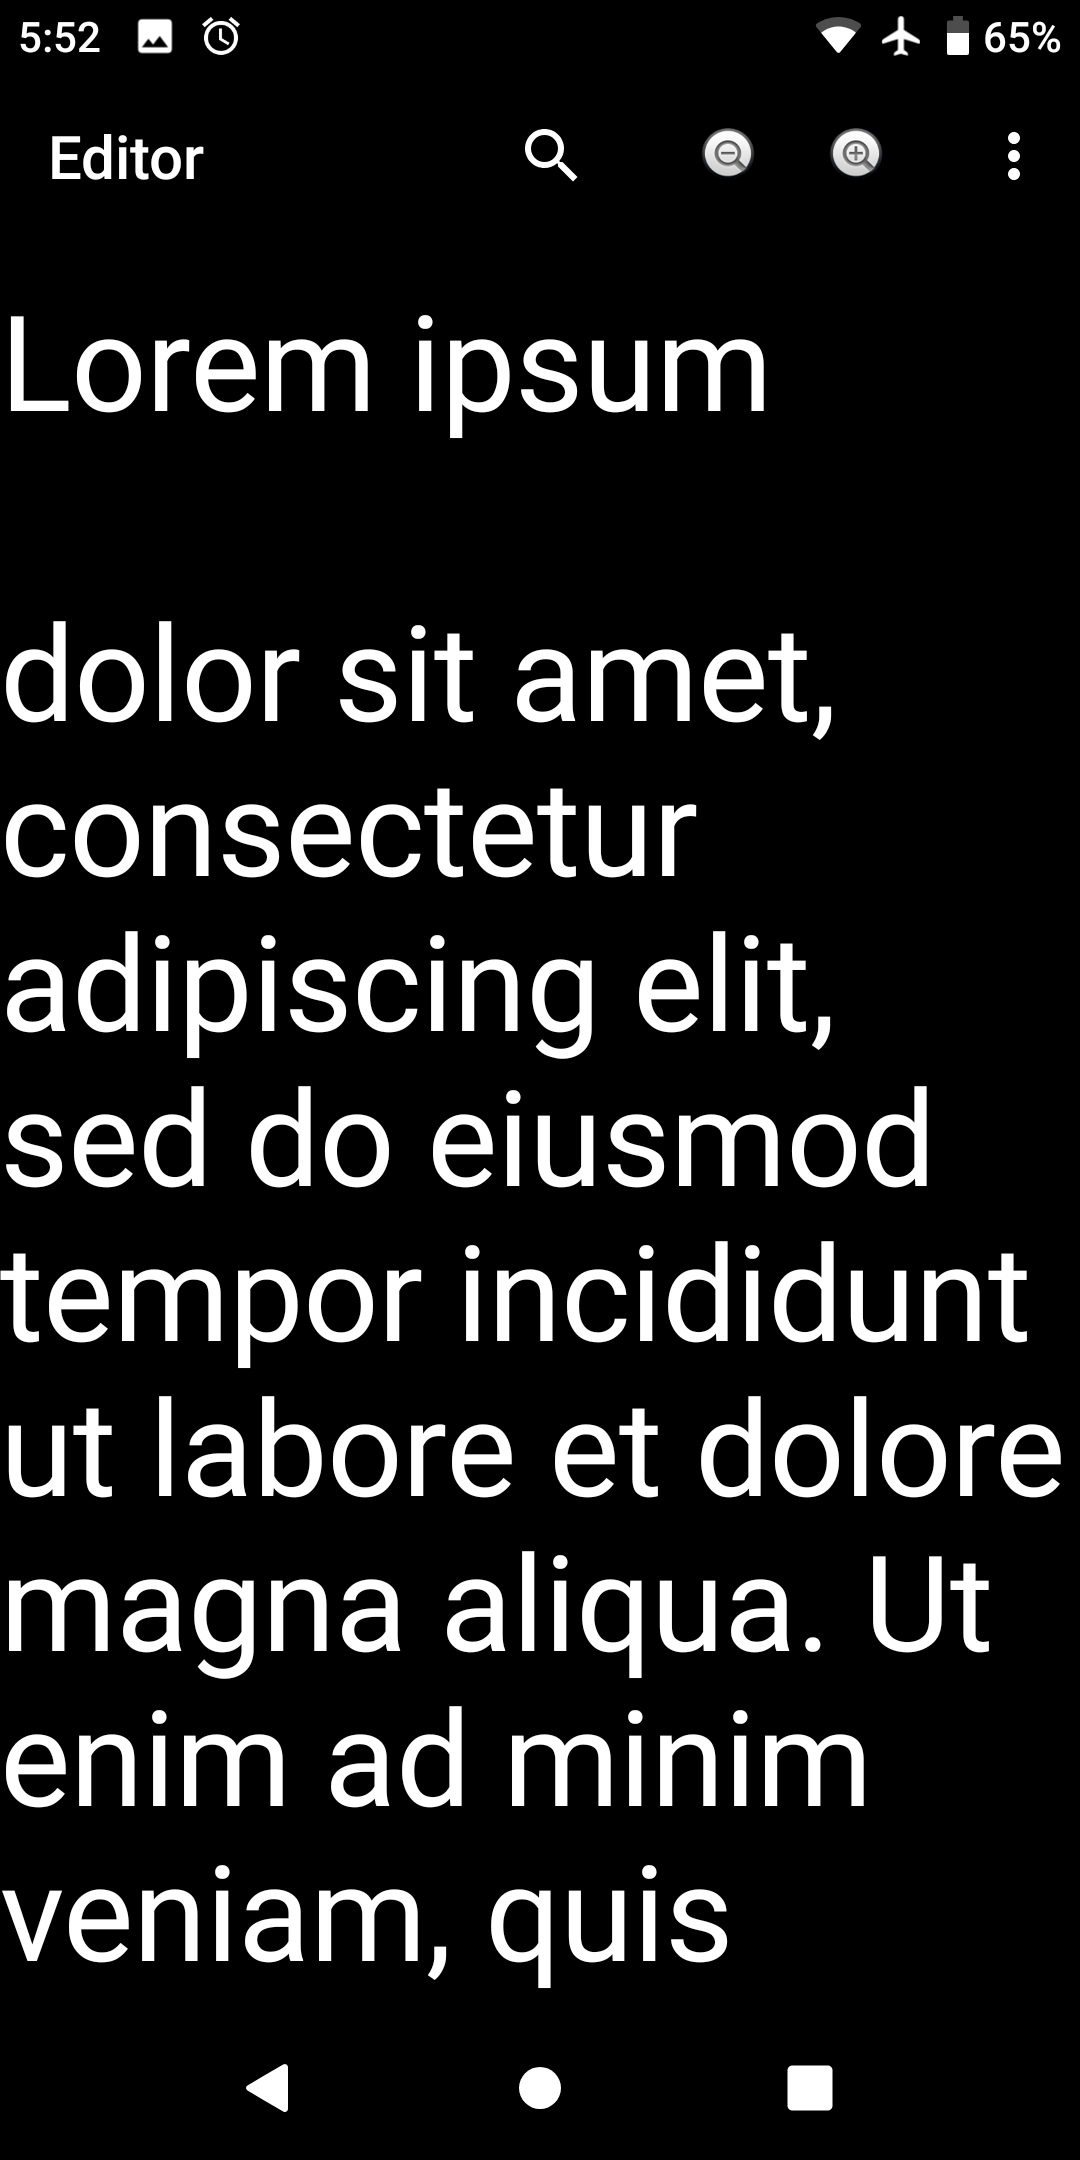 5:52 65%
Editor
Lorem ipsum
dolor sit amet,
consectetur
adipiscing elit,
sed do eiusmod
tempor incididunt
ut labore et dolore
magna aliqua. Ut
enim ad minim
veniam, quis